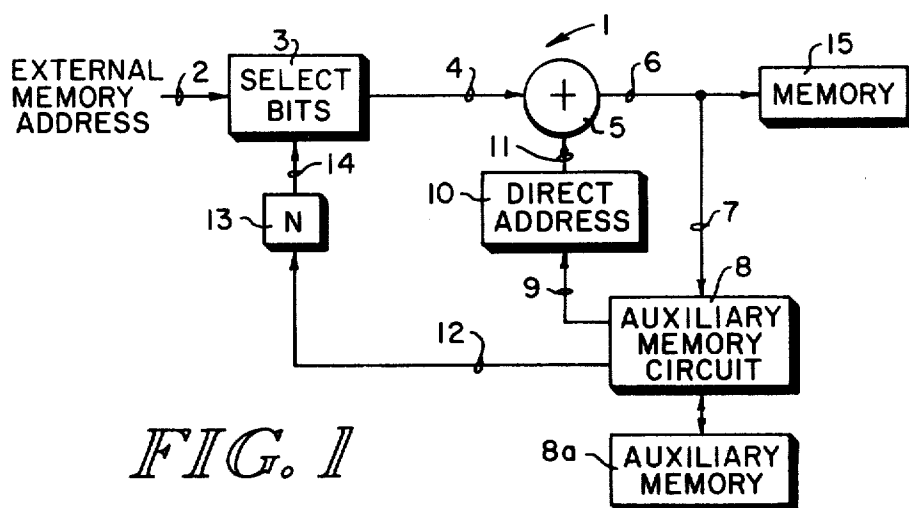 1
EXTERNAL
MEMORY
ADDRESS
2
3
SELECT
BITS
4
+
5
6
15
MEMORY
14
13
N
11
10
DIRECT
ADDRESS
7
9
8
AUXILIARY
MEMORY
CIRCUIT
12
8a
AUXILIARY
MEMORY
FIG. 1